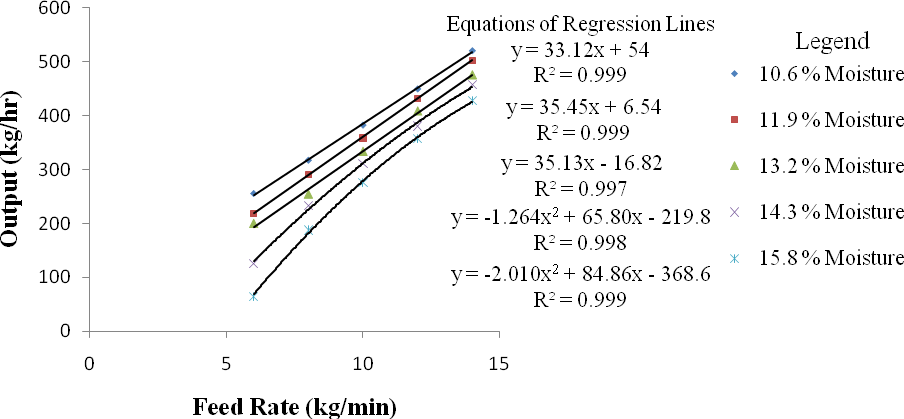 Equations of Regression Lines
y = 33.12x + 54
R² = 0.999
y = 35.45x + 6.54
R² = 0.999
y = 35.13x - 16.82
R² = 0.997
y = -1.264x² + 65.80x - 219.8
R² = 0.998
y = -2.010x² + 84.86x - 368.6
R² = 0.999
Legend
10.6 % Moisture
11.9 % Moisture
13.2 % Moisture
14.3 % Moisture
15.8 % Moisture
Output (kg/hr)
600
500
400
300
200
100
0
0 5 10 15
Feed Rate (kg/min)